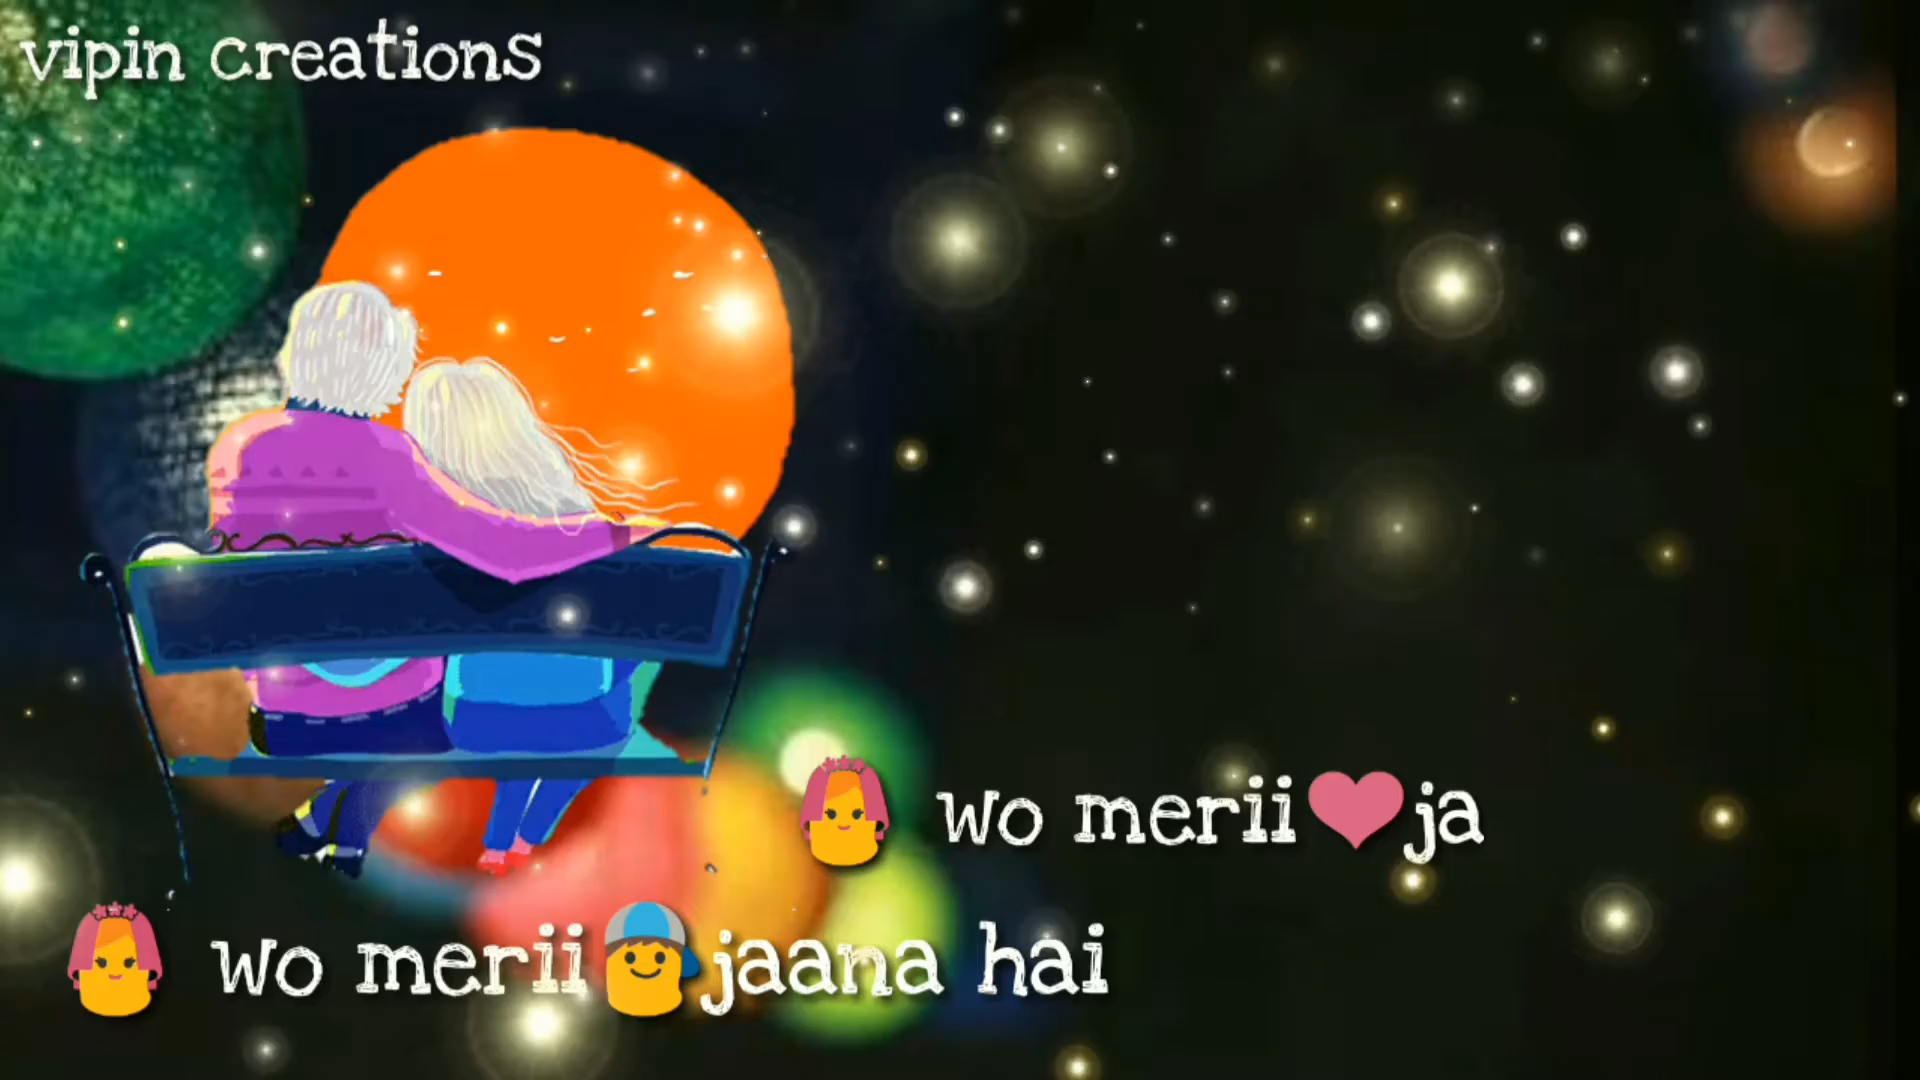 vipin creations
👰 wo merii❤ja
👰 wo merii👦jaana hai